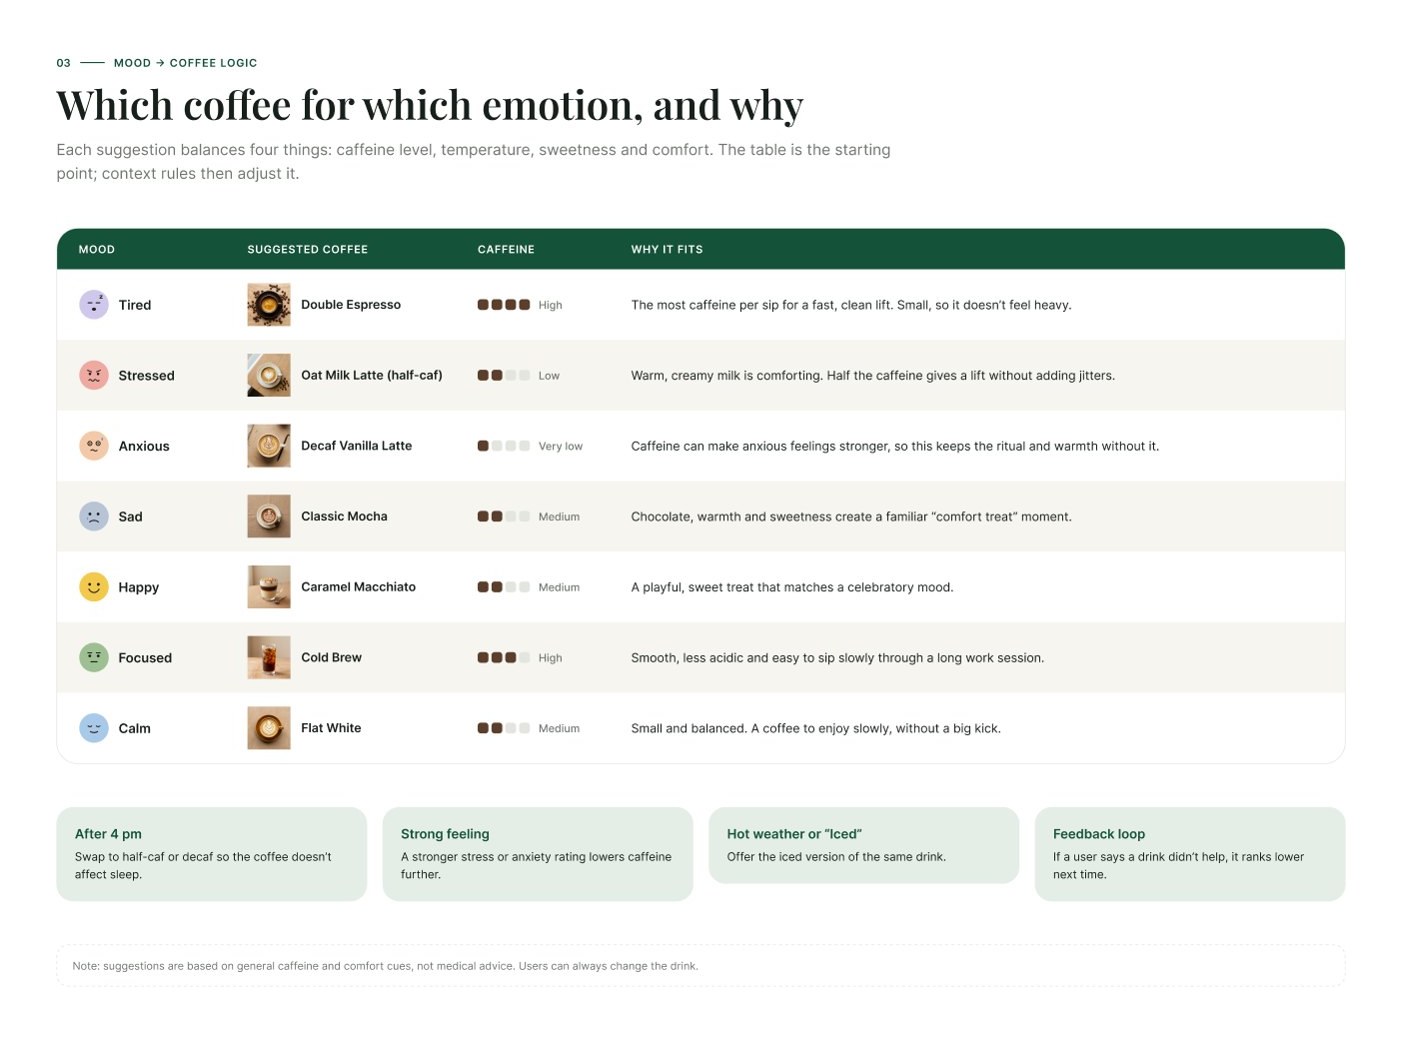 03 — MOOD → COFFEE LOGIC
Which coffee for which emotion, and why
Each suggestion balances four things: caffeine level, temperature, sweetness and comfort. The table is the starting
point; context rules then adjust it.
MOOD SUGGESTED COFFEE CAFFEINE WHY IT FITS
Tired Double Espresso High The most caffeine per sip for a fast, clean lift. Small, so it doesn’t feel heavy.
Stressed Oat Milk Latte (half-caf) Low Warm, creamy milk is comforting. Half the caffeine gives a lift without adding jitters.
Anxious Decaf Vanilla Latte Very low Caffeine can make anxious feelings stronger, so this keeps the ritual and warmth without it.
Sad Classic Mocha Medium Chocolate, warmth and sweetness create a familiar “comfort treat” moment.
Happy Caramel Macchiato Medium A playful, sweet treat that matches a celebratory mood.
Focused Cold Brew High Smooth, less acidic and easy to sip slowly through a long work session.
Calm Flat White Medium Small and balanced. A coffee to enjoy slowly, without a big kick.
After 4 pm
Swap to half-caf or decaf so the coffee doesn’t
affect sleep.
Strong feeling
A stronger stress or anxiety rating lowers caffeine
further.
Hot weather or “Iced”
Offer the iced version of the same drink.
Feedback loop
If a user says a drink didn’t help, it ranks lower
next time.
Note: suggestions are based on general caffeine and comfort cues, not medical advice. Users can always change the drink.